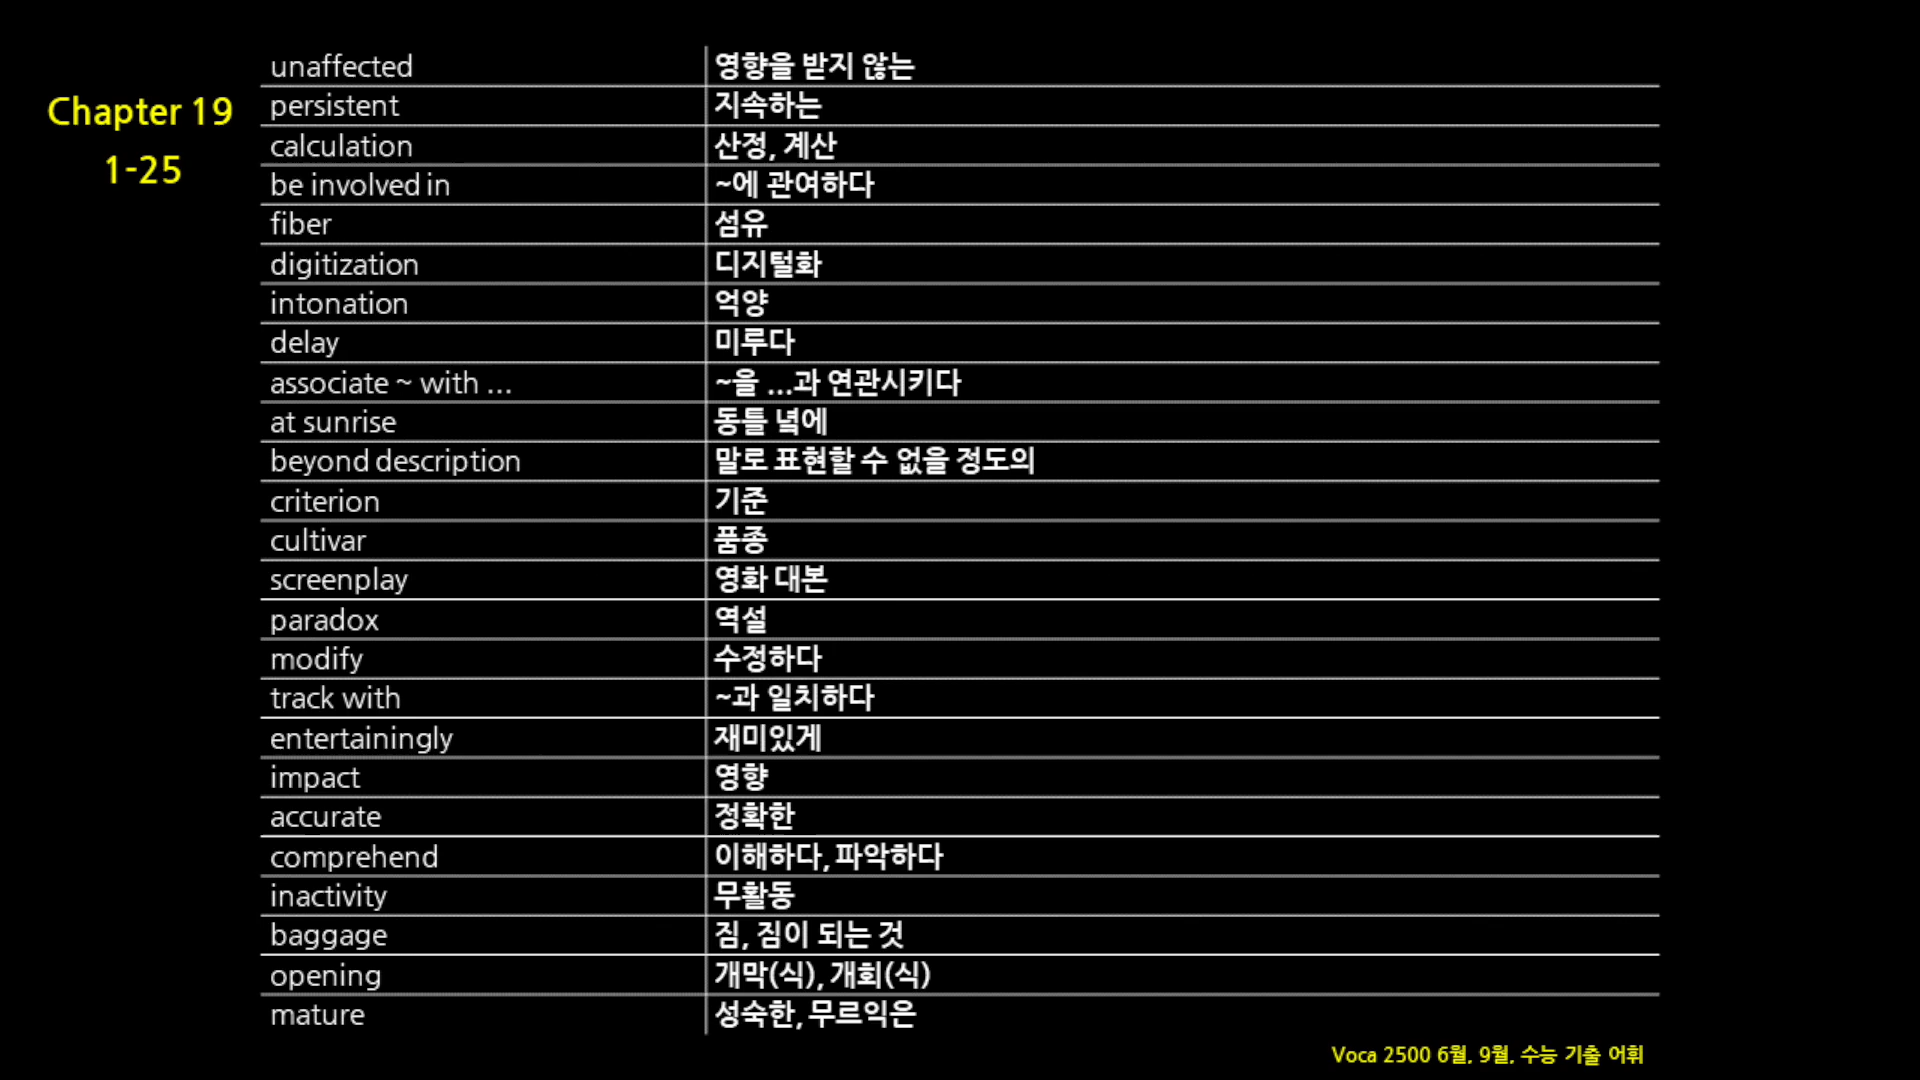 Chapter 19
1-25
unaffected 영향을 받지 않는
persistent 지속하는
calculation 산정, 계산
be involved in ~에 관여하다
fiber 섬유
digitization 디지털화
intonation 억양
delay 미루다
associate ~ with ... ~을 ...과 연관시키다
at sunrise 동틀 녘에
beyond description 말로 표현할 수 없을 정도의
criterion 기준
cultivar 품종
screenplay 영화 대본
paradox 역설
modify 수정하다
track with ~과 일치하다
entertainingly 재미있게
impact 영향
accurate 정확한
comprehend 이해하다, 파악하다
inactivity 무활동
baggage 짐, 짐이 되는 것
opening 개막(식), 개회(식)
mature 성숙한, 무르익은
Voca 2500 6월, 9월, 수능 기출 어휘